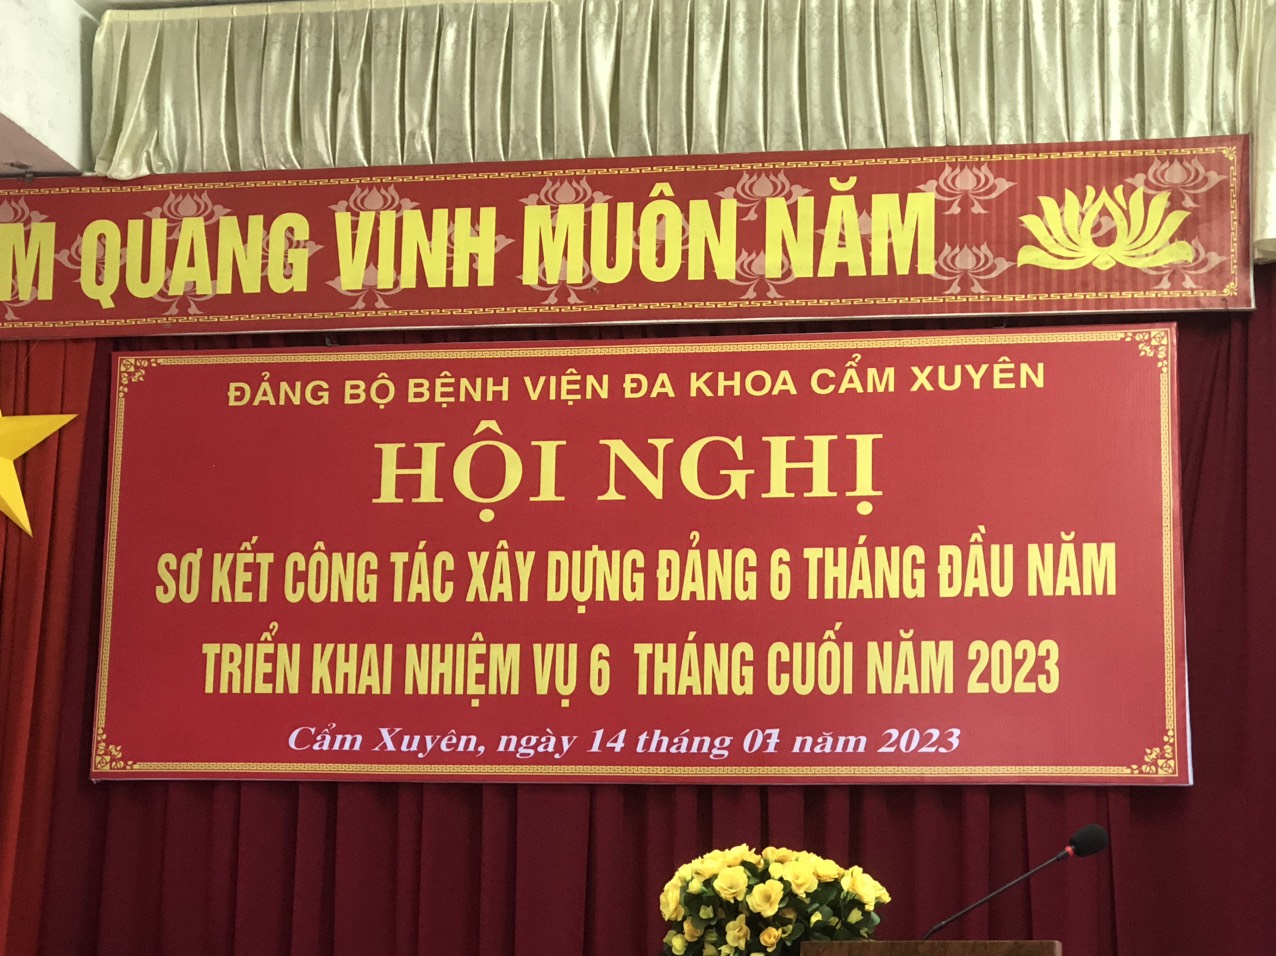 M QUANG VINH MUÔN NĂM
ĐẢNG BỘ BỆNH VIỆN ĐA KHOA CẨM XUYÊN
HỘI NGHỊ
SƠ KẾT CÔNG TÁC XÂY DỰNG ĐẢNG 6 THÁNG ĐẦU NĂM
TRIỂN KHAI NHIỆM VỤ 6 THÁNG CUỐI NĂM 2023
Cẩm Xuyên, ngày 14 tháng 07 năm 2023